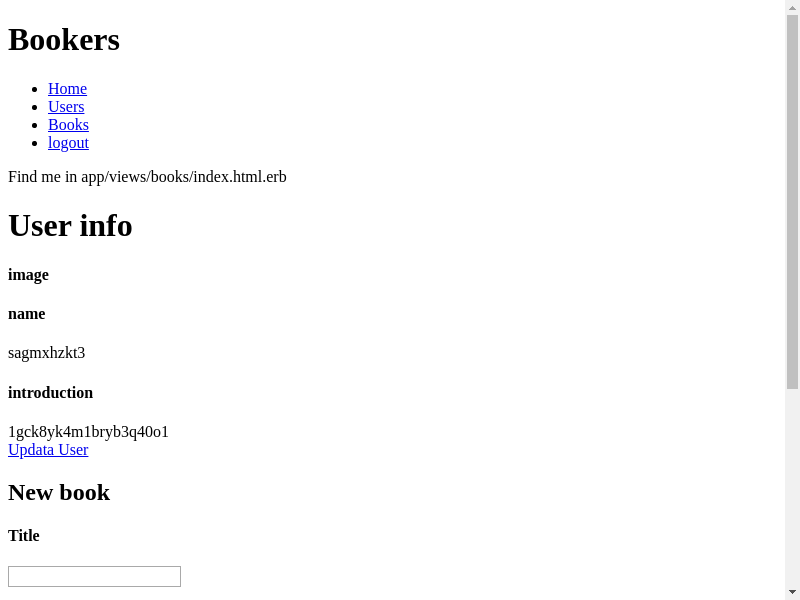 Bookers
Home
Users
Books
logout
Find me in app/views/books/index.html.erb
User info
image
name
sagmxhzkt3
introduction
1gck8yk4m1bryb3q40o1
Updata User
New book
Title